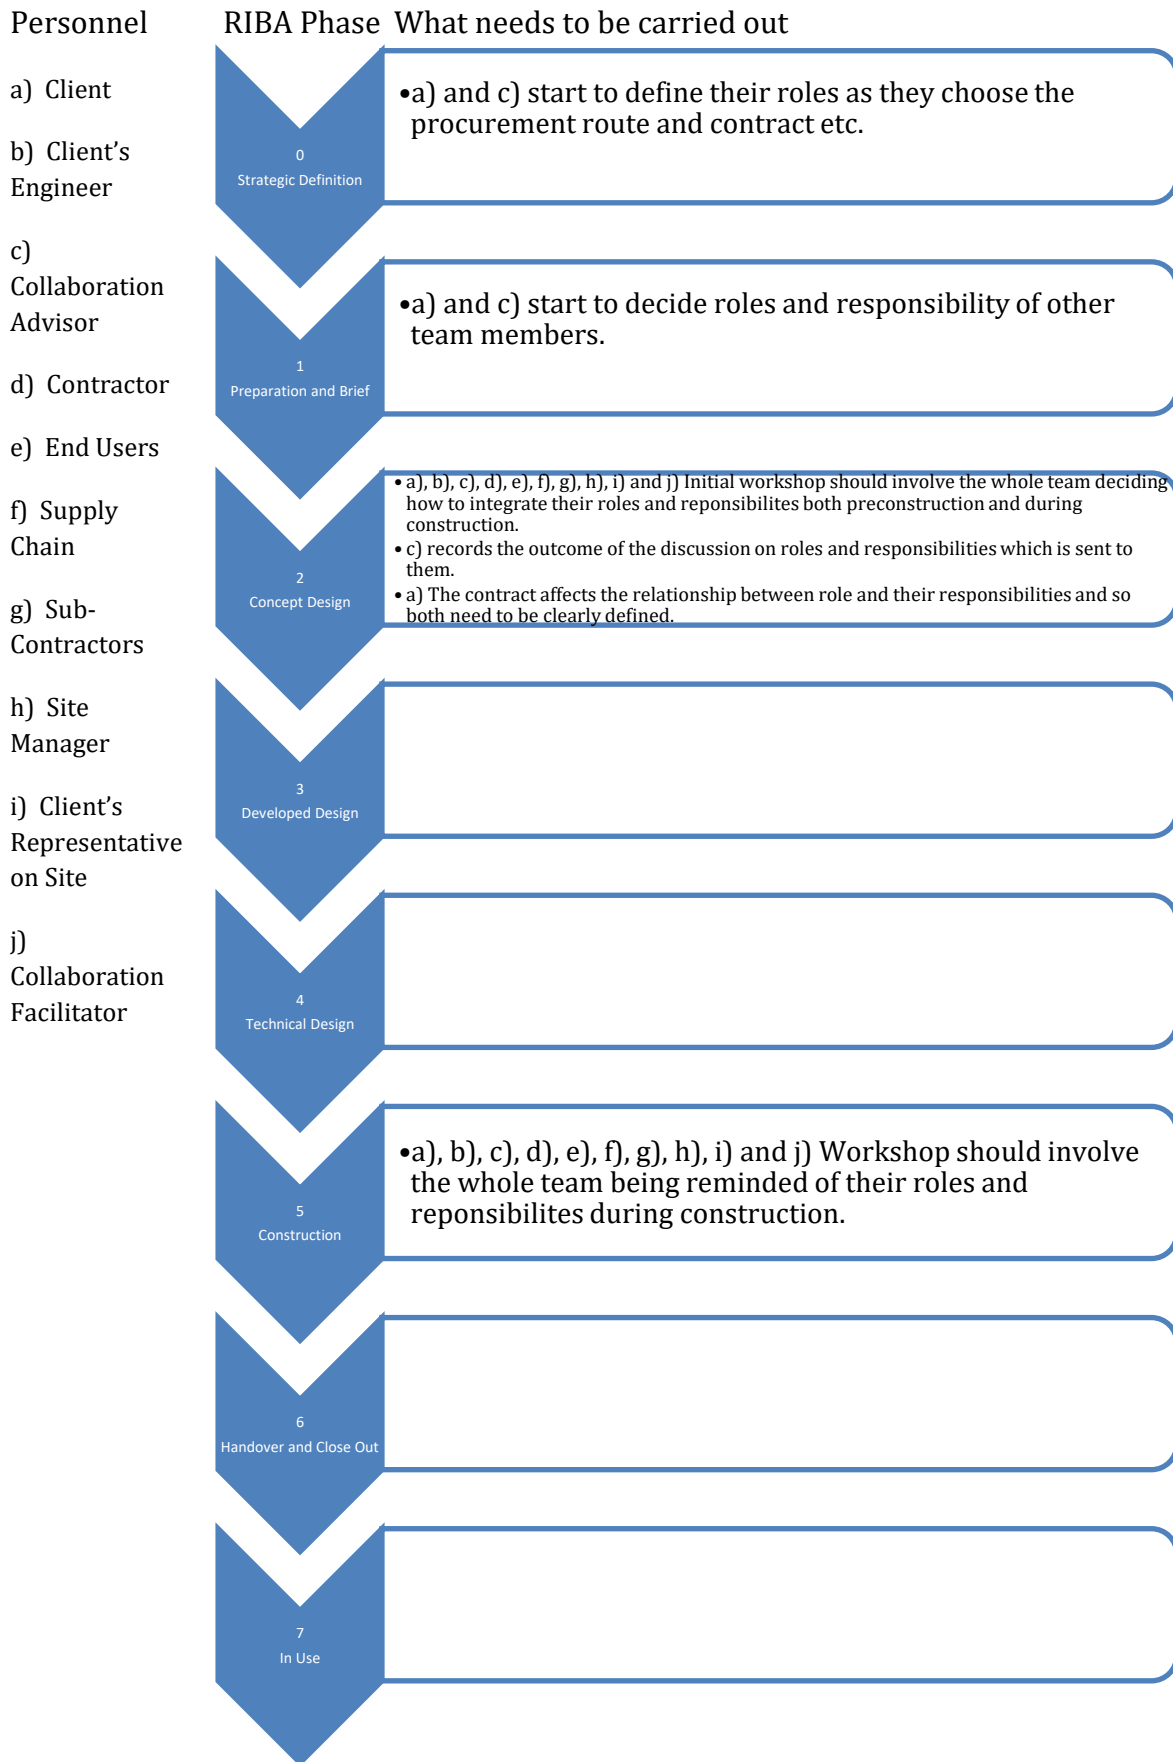 Personnel
RIBA Phase
What needs to be carried out
a) Client
b) Client’s
Engineer
c)
Collaboration
Advisor
d) Contractor
e) End Users
f) Supply
Chain
g) Sub-
Contractors
h) Site
Manager
i) Client’s
Representative
on Site
j)
Collaboration
Facilitator
0
Strategic Definition
•a) and c) start to define their roles as they choose the
procurement route and contract etc.
1
Preparation and Brief
•a) and c) start to decide roles and responsibility of other
team members.
2
Concept Design
• a), b), c), d), e), f), g), h), i) and j) Initial workshop should involve the whole team deciding
how to integrate their roles and reponsibilites both preconstruction and during
construction.
• c) records the outcome of the discussion on roles and responsibilities which is sent to
them.
• a) The contract affects the relationship between role and their responsibilities and so
both need to be clearly defined.
3
Developed Design
4
Technical Design
5
Construction
•a), b), c), d), e), f), g), h), i) and j) Workshop should involve
the whole team being reminded of their roles and
reponsibilites during construction.
6
Handover and Close Out
7
In Use